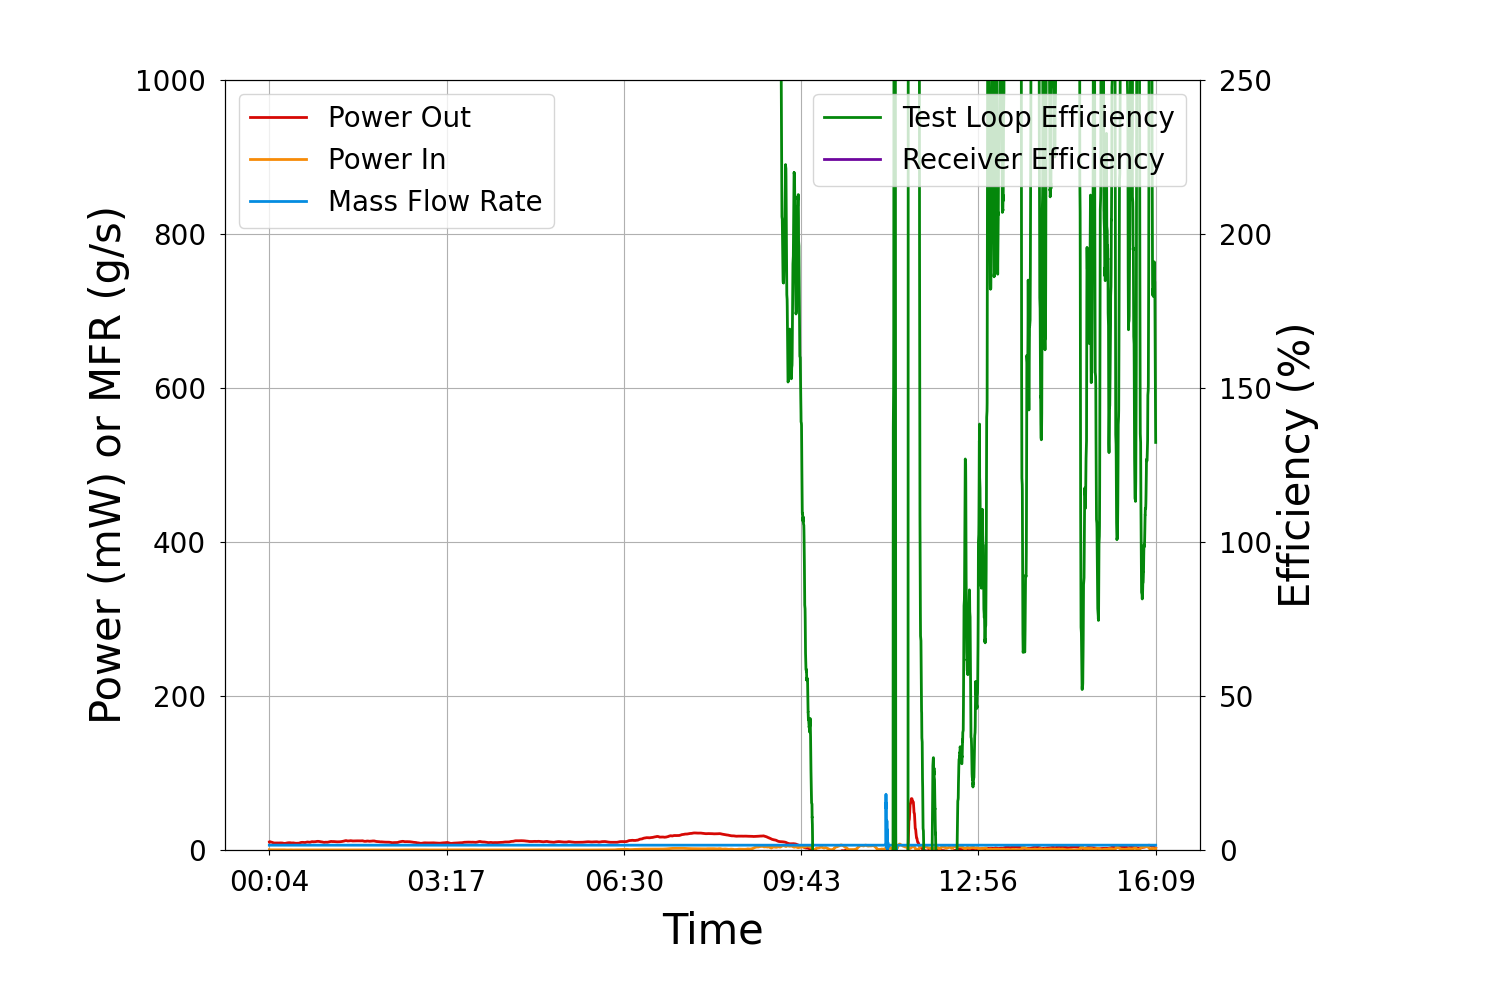 1000
800
600
400
200
0
Power (mW) or MFR (g/s)
Power Out
Power In
Mass Flow Rate
Test Loop Efficiency
Receiver Efficiency
250
200
150
100
50
0
Efficiency (%)
00:04 03:17 06:30 09:43 12:56 16:09
Time